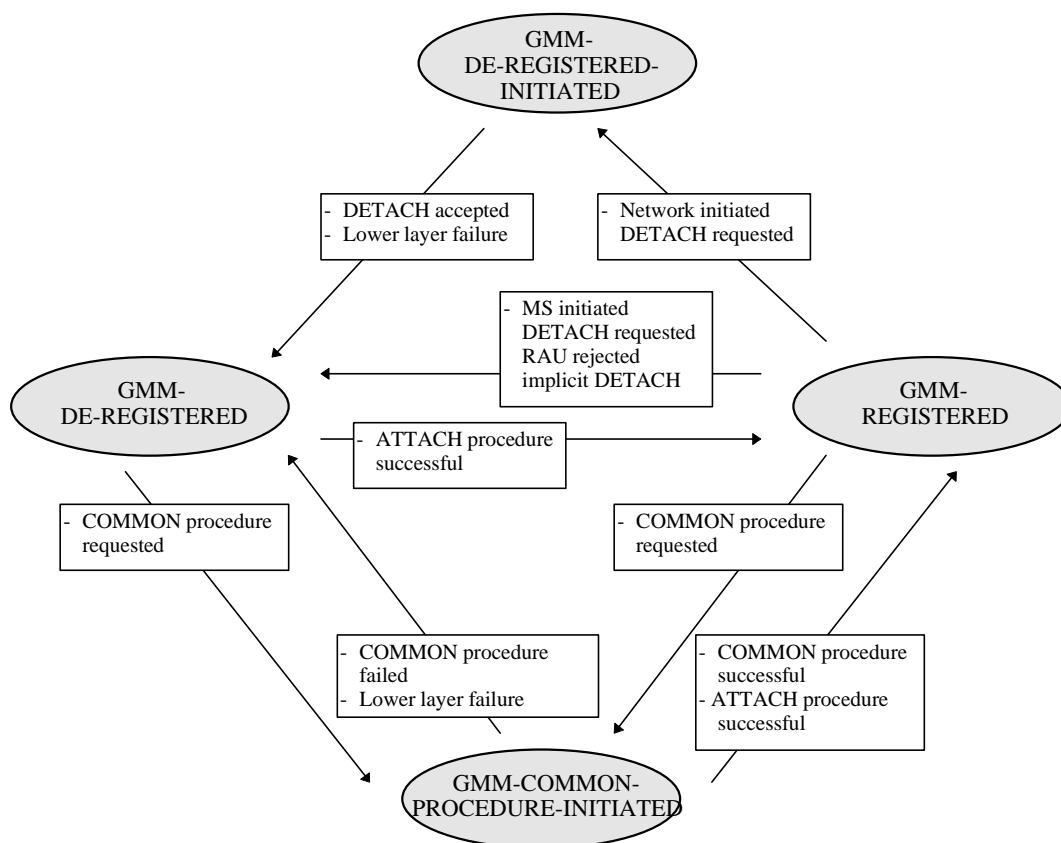 GMM-
DE-REGISTERED-
INITIATED
- DETACH accepted
- Lower layer failure
- Network initiated
DETACH requested
- MS initiated
DETACH requested
RAU rejected
implicit DETACH
GMM-
DE-REGISTERED
GMM-
REGISTERED
- ATTACH procedure
successful
- COMMON procedure
requested
- COMMON procedure
requested
- COMMON procedure
failed
- Lower layer failure
- COMMON procedure
successful
- ATTACH procedure
successful
GMM-COMMON-
PROCEDURE-INITIATED